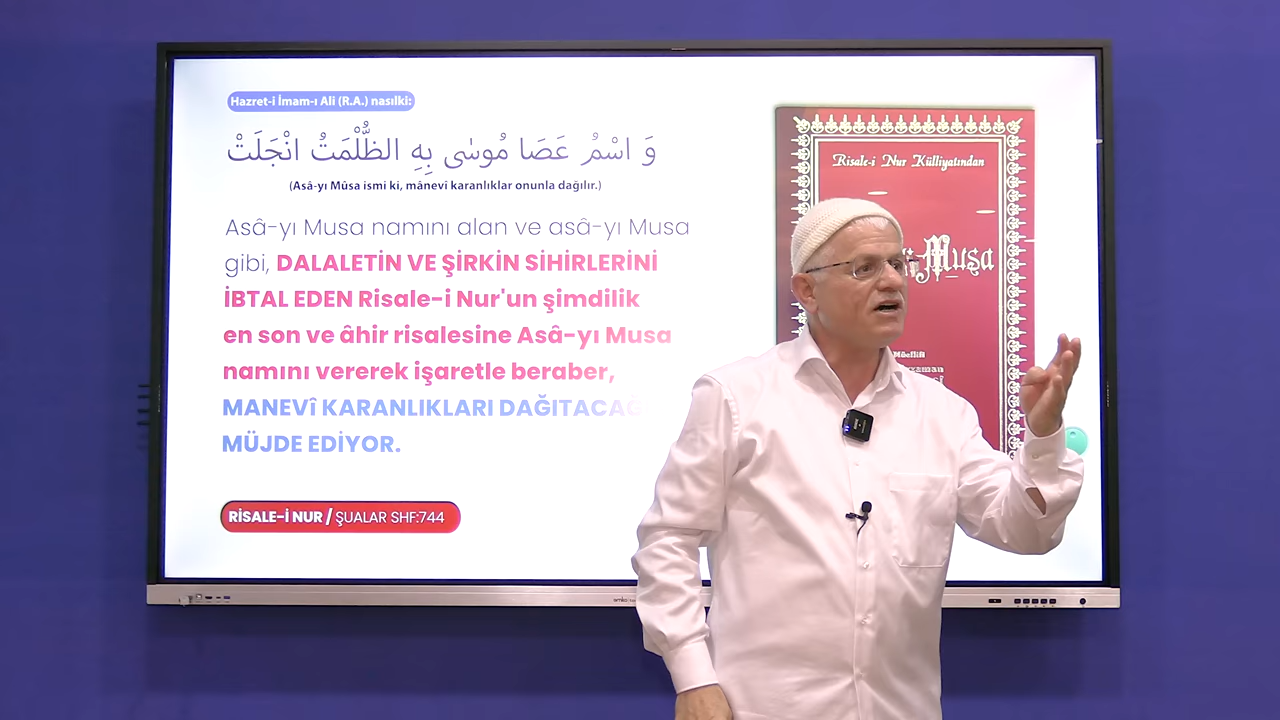 Hazret-i İmam-ı Ali (R.A.) nasılki:
وَ اسْمُ عَصَا مُوسٰى بِهِ الظُّلْمَتُ انْجَلَتْ
(Asâ-yı Mûsa ismi ki, mânevi karanlıklar onunla dağılır.)
Asâ-yı Musa namını alan ve asâ-yı Musa
gibi, DALALETİN VE ŞİRKİN SİHİRLERİNİ
İBTAL EDEN Risale-i Nur'un şimdilik
en son ve âhir risalesine Asâ-yı Musa
namını vererek işaretle beraber,
MANEVî KARANLIKLARI
MÜJDE EDİYOR.
RİSALE-İ NUR / ŞUALAR SHF:744
Risale-i Nur Külliyatından
Musa
Müellifi